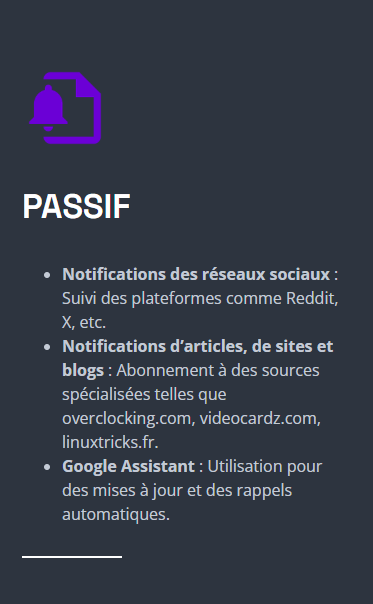 PASSIF
Notifications des réseaux sociaux :
Suivi des plateformes comme Reddit,
X, etc.
Notifications d’articles, de sites et
blogs : Abonnement à des sources
spécialisées telles que
overclocking.com, videocardz.com,
linuxtricks.fr.
Google Assistant : Utilisation pour
des mises à jour et des rappels
automatiques.